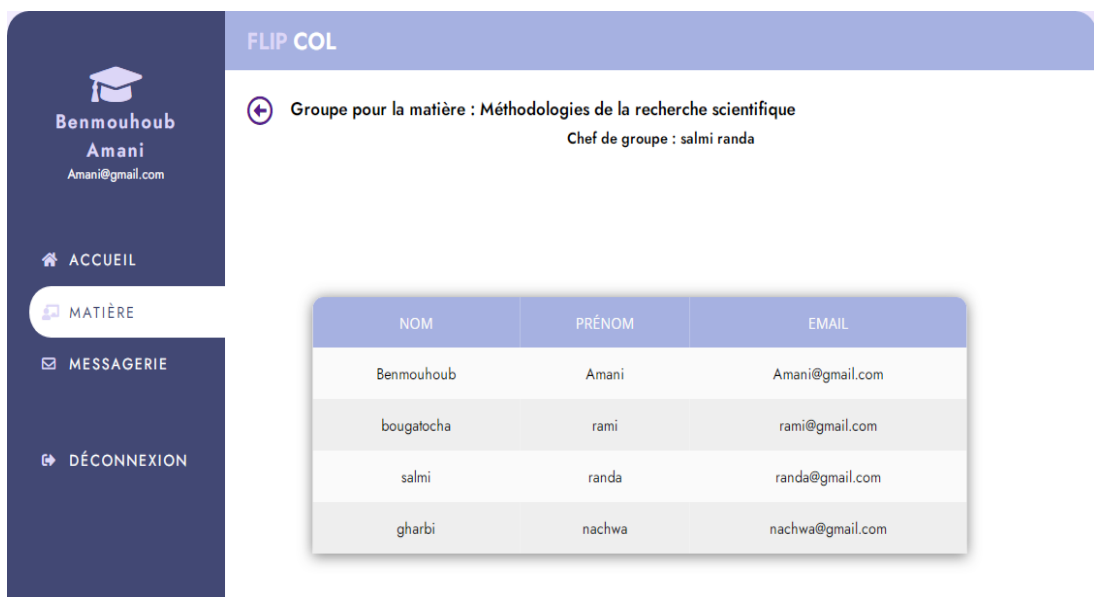 FLIP COL
Benmouhoub
Amani
Amani@gmail.com
ACCUEIL
MATIÈRE
MESSAGERIE
DÉCONNEXION
Groupe pour la matière : Méthodologies de la recherche scientifique
Chef de groupe : salmi randa
NOM PRÉNOM EMAIL
Benmouhoub Amani Amani@gmail.com
bougatocha rami rami@gmail.com
salmi randa randa@gmail.com
gharbi nachwa nachwa@gmail.com